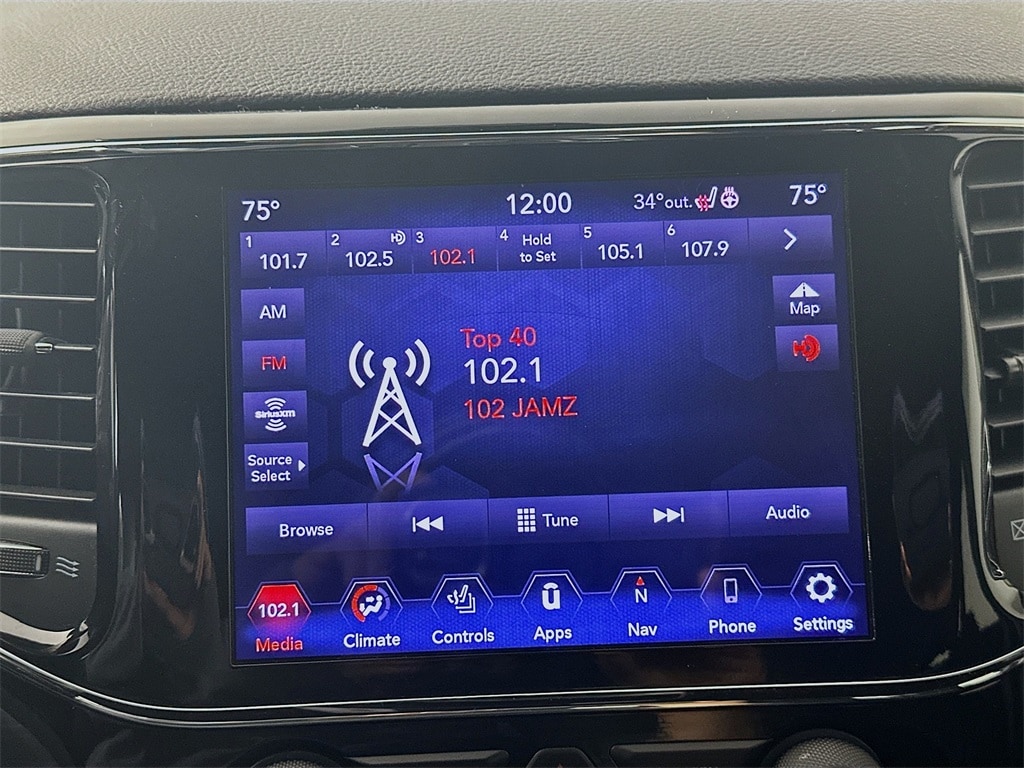 75° 12:00 34°out. 75°
1 101.7 2 102.5 HD 3 102.1 4 Hold to Set 5 105.1 6 107.9
AM
Map
FM
HD
SiriusXM
Source
Select
Top 40
102.1
102 JAMZ
Browse Tune Audio
102.1 N
Media Climate Controls Apps Nav Phone Settings